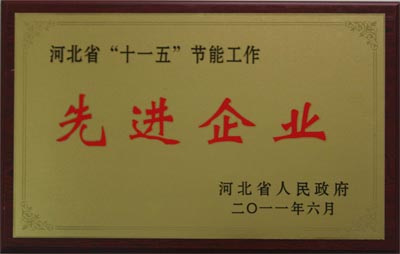 河北省“十一五”节能工作
先进企业
河北省人民政府
二〇一一年六月